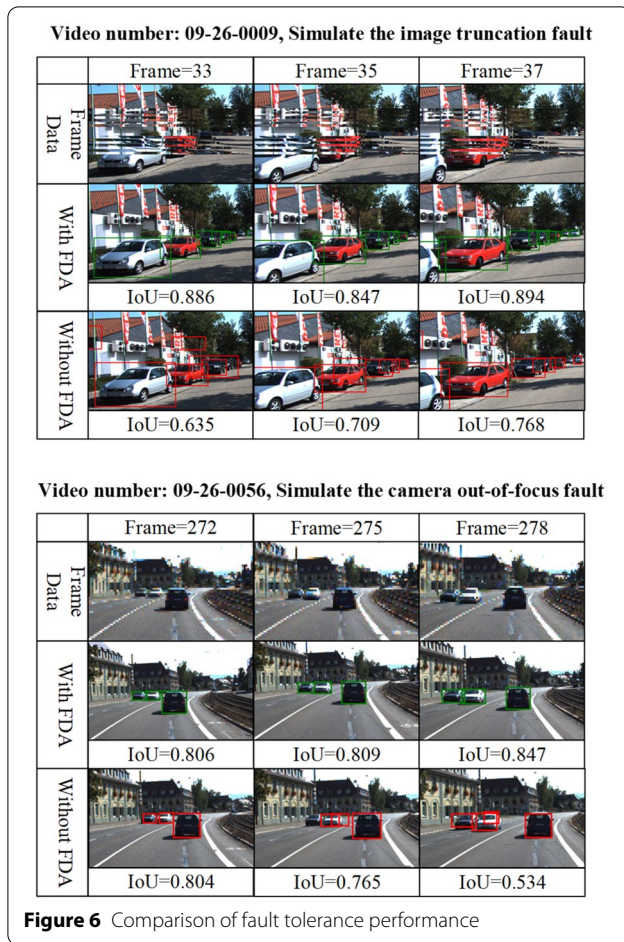 Video number: 09-26-0009, Simulate the image truncation fault
Frame=33 Frame=35 Frame=37
Frame Data
With FDA
IoU=0.886 IoU=0.847 IoU=0.894
Without FDA
IoU=0.635 IoU=0.709 IoU=0.768
Video number: 09-26-0056, Simulate the camera out-of-focus fault
Frame=272 Frame=275 Frame=278
Frame Data
With FDA
IoU=0.806 IoU=0.809 IoU=0.847
Without FDA
IoU=0.804 IoU=0.765 IoU=0.534
Figure 6 Comparison of fault tolerance performance